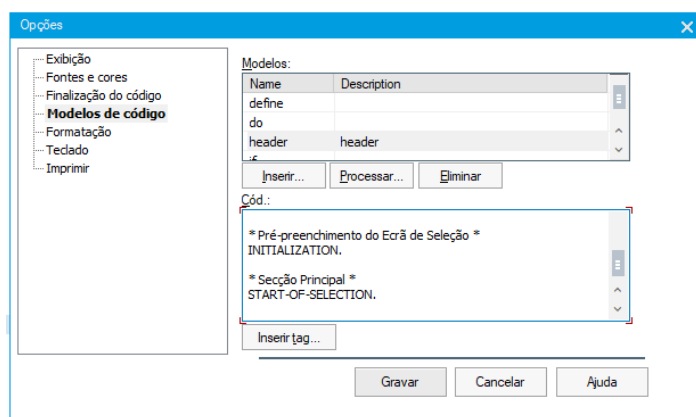 Opções
Exibição
Fontes e cores
Finalização do código
Modelos de código
Formatação
Teclado
Imprimir
Modelos:
Name Description
define
do
header header
if
Inserir... Processar... Eliminar
Cód.:
* Pré-preenchimento do Ecrã de Seleção *
INITIALIZATION.
* Secção Principal *
START-OF-SELECTION.
Inserir tag...
Gravar Cancelar Ajuda